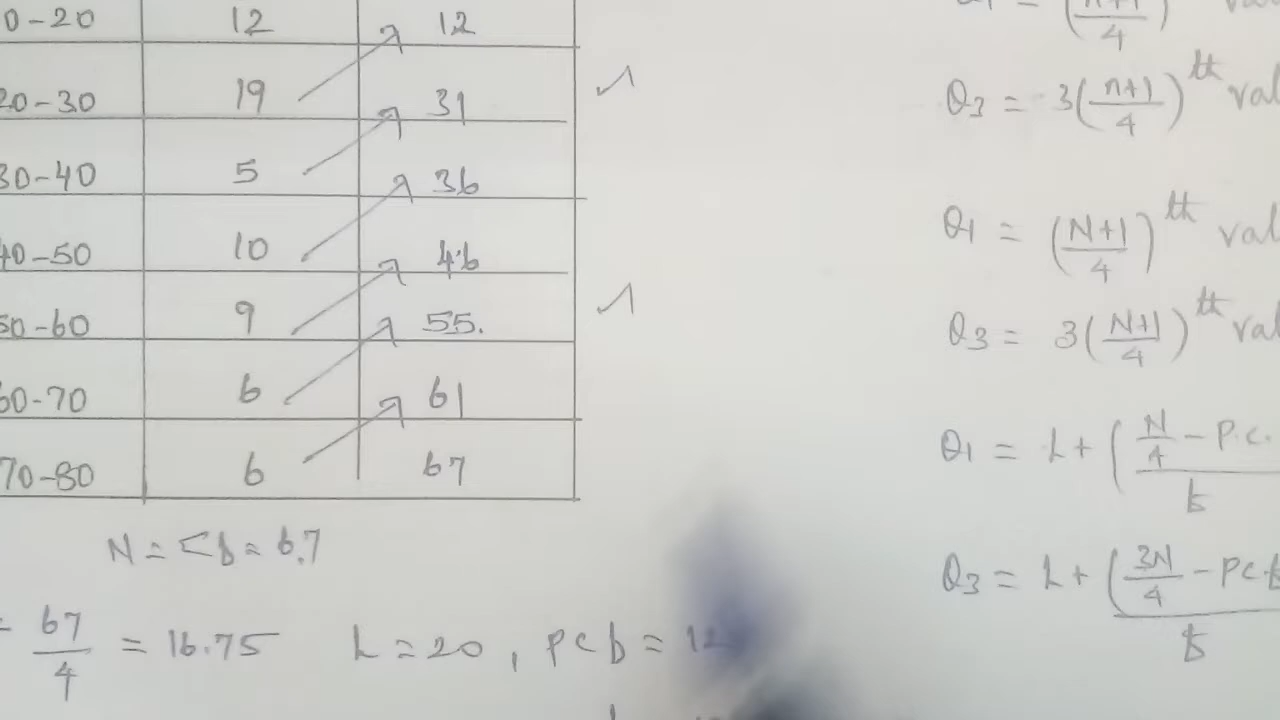 0-20 12 12
20-30 19 31
30-40 5 36
40-50 10 46
50-60 9 55.
60-70 6 61
70-80 6 67
N = Σf = 67
= 67/4 = 16.75 L = 20, pcf = 12
(n+1/4)
Q3 = 3(n+1/4)th val
Q1 = (N+1/4)th val
Q3 = 3(N+1/4)th val
Q1 = L + (N/4 - P.c. / f
Q3 = L + (3N/4 - Pcf / f